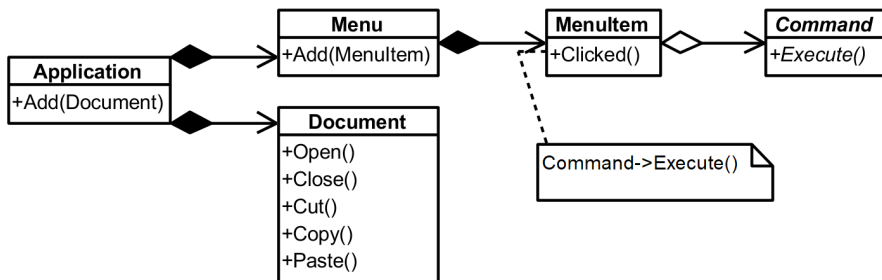 Application
+Add(Document)
Menu
+Add(MenuItem)
MenuItem
+Clicked()
Command
+Execute()
Document
+Open()
+Close()
+Cut()
+Copy()
+Paste()
Command->Execute()